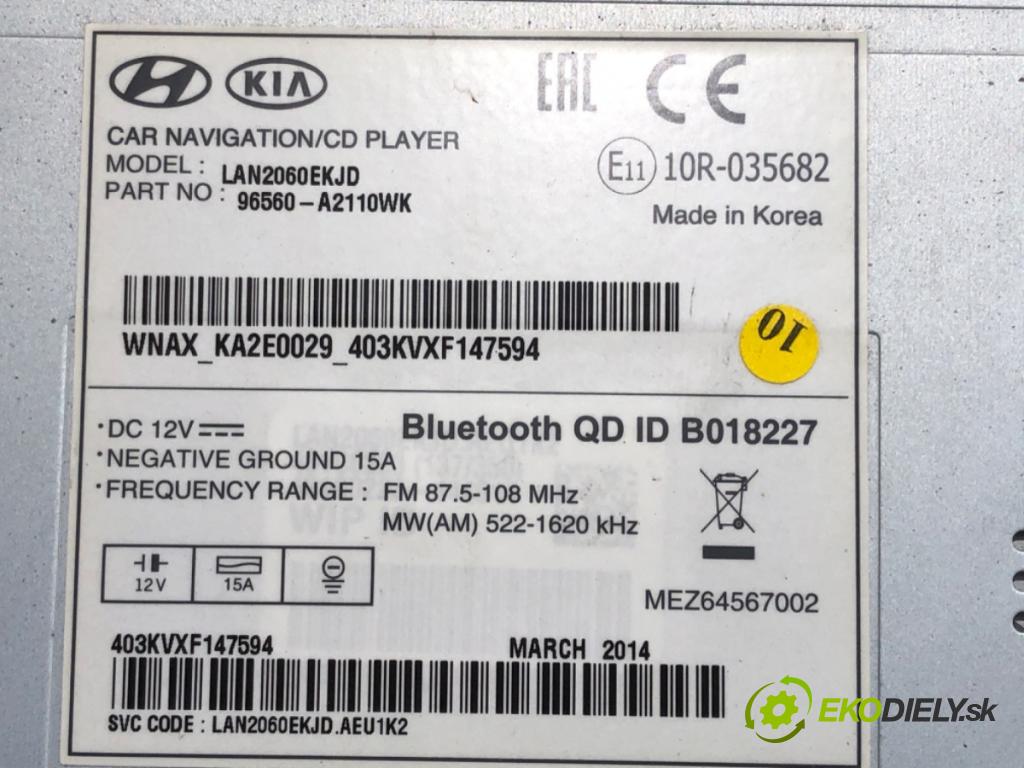 KIA
EAC CE
CAR NAVIGATION/CD PLAYER
MODEL : LAN2060EKJD
PART NO : 96560-A2110WK
E11 10R-035682
Made in Korea
WNAX_KA2E0029_403KVXF147594
10
• DC 12V
Bluetooth QD ID B018227
• NEGATIVE GROUND 15A
• FREQUENCY RANGE : FM 87.5-108 MHz
MW(AM) 522-1620 kHz
12V
15A
MEZ64567002
403KVXF147594
MARCH 2014
SVC CODE : LAN2060EKJD.AEU1K2
EKODIELY.sk